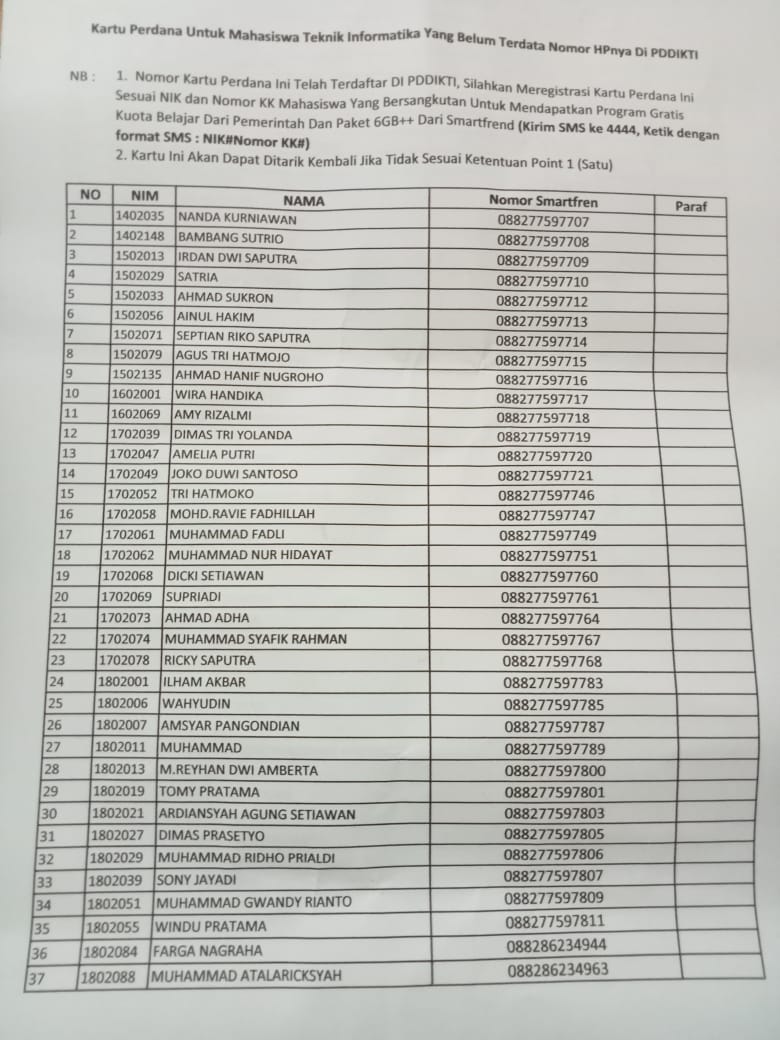 Kartu Perdana Untuk Mahasiswa Teknik Informatika Yang Belum Terdata Nomor HPnya Di PDDIKTI
NB : 1. Nomor Kartu Perdana Ini Telah Terdaftar DI PDDIKTI, Silahkan Meregistrasi Kartu Perdana Ini
Sesuai NIK dan Nomor KK Mahasiswa Yang Bersangkutan Untuk Mendapatkan Program Gratis
Kuota Belajar Dari Pemerintah Dan Paket 6GB++ Dari Smartfrend (Kirim SMS ke 4444, Ketik dengan
format SMS : NIK#Nomor KK#)
2. Kartu Ini Akan Dapat Ditarik Kembali Jika Tidak Sesuai Ketentuan Point 1 (Satu)
NO NIM NAMA Nomor Smartfren Paraf
1 1402035 NANDA KURNIAWAN 088277597707
2 1402148 BAMBANG SUTRIO 088277597708
3 1502013 IRDAN DWI SAPUTRA 088277597709
4 1502029 SATRIA 088277597710
5 1502033 AHMAD SUKRON 088277597712
6 1502056 AINUL HAKIM 088277597713
7 1502071 SEPTIAN RIKO SAPUTRA 088277597714
8 1502079 AGUS TRI HATMOJO 088277597715
9 1502135 AHMAD HANIF NUGROHO 088277597716
10 1602001 WIRA HANDIKA 088277597717
11 1602069 AMY RIZALMI 088277597718
12 1702039 DIMAS TRI YOLANDA 088277597719
13 1702047 AMELIA PUTRI 088277597720
14 1702049 JOKO DUWI SANTOSO 088277597721
15 1702052 TRI HATMOKO 088277597746
16 1702058 MOHD.RAVIE FADHILLAH 088277597747
17 1702061 MUHAMMAD FADLI 088277597749
18 1702062 MUHAMMAD NUR HIDAYAT 088277597751
19 1702068 DICKI SETIAWAN 088277597760
20 1702069 SUPRIADI 088277597761
21 1702073 AHMAD ADHA 088277597764
22 1702074 MUHAMMAD SYAFIK RAHMAN 088277597767
23 1702078 RICKY SAPUTRA 088277597768
24 1802001 ILHAM AKBAR 088277597783
25 1802006 WAHYUDIN 088277597785
26 1802007 AMSYAR PANGONDIAN 088277597787
27 1802011 MUHAMMAD 088277597789
28 1802013 M.REYHAN DWI AMBERTA 088277597800
29 1802019 TOMY PRATAMA 088277597801
30 1802021 ARDIANSYAH AGUNG SETIAWAN 088277597803
31 1802027 DIMAS PRASETYO 088277597805
32 1802029 MUHAMMAD RIDHO PRIALDI 088277597806
33 1802039 SONY JAYADI 088277597807
34 1802051 MUHAMMAD GWANDY RIANTO 088277597809
35 1802055 WINDU PRATAMA 088277597811
36 1802084 FARGA NAGRAHA 088286234944
37 1802088 MUHAMMAD ATALARICKSYAH 088286234963